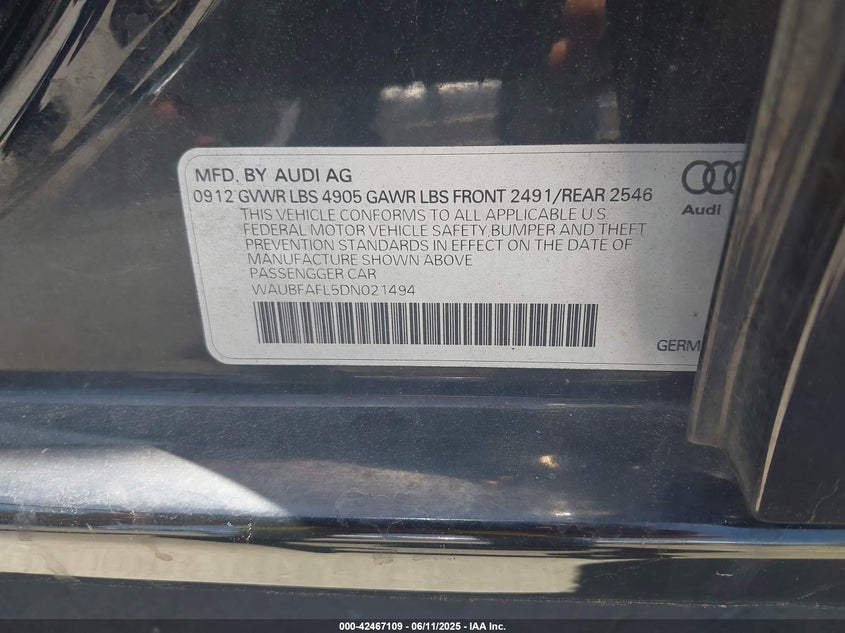 MFD. BY AUDI AG
0912 GVWR LBS 4905 GAWR LBS FRONT 2491/REAR 2546
THIS VEHICLE CONFORMS TO ALL APPLICABLE U S
FEDERAL MOTOR VEHICLE SAFETY,BUMPER AND THEFT
PREVENTION STANDARDS IN EFFECT ON THE DATE OF
MANUFACTURE SHOWN ABOVE
PASSENGGER CAR
WAUBFAFL5DN021494
Audi
GERM
000-42467109 - 06/11/2025 - IAA Inc.